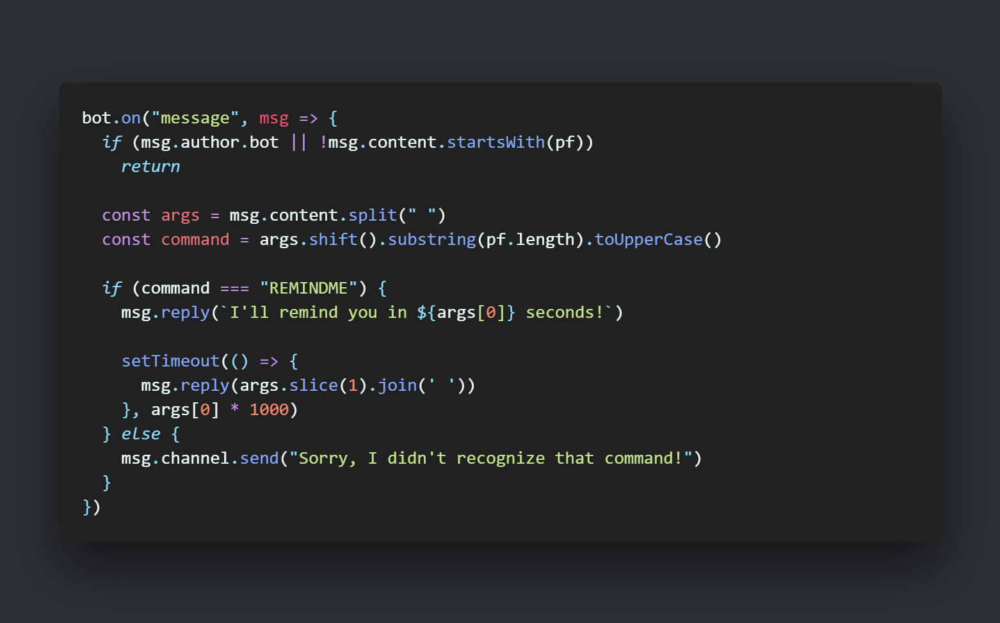 bot.on("message", msg => {
  if (msg.author.bot || !msg.content.startsWith(pf))
    return

  const args = msg.content.split(" ")
  const command = args.shift().substring(pf.length).toUpperCase()

  if (command === "REMINDME") {
    msg.reply(`I'll remind you in ${args[0]} seconds!`)

    setTimeout(() => {
      msg.reply(args.slice(1).join(' '))
    }, args[0] * 1000)
  } else {
    msg.channel.send("Sorry, I didn't recognize that command!")
  }
})